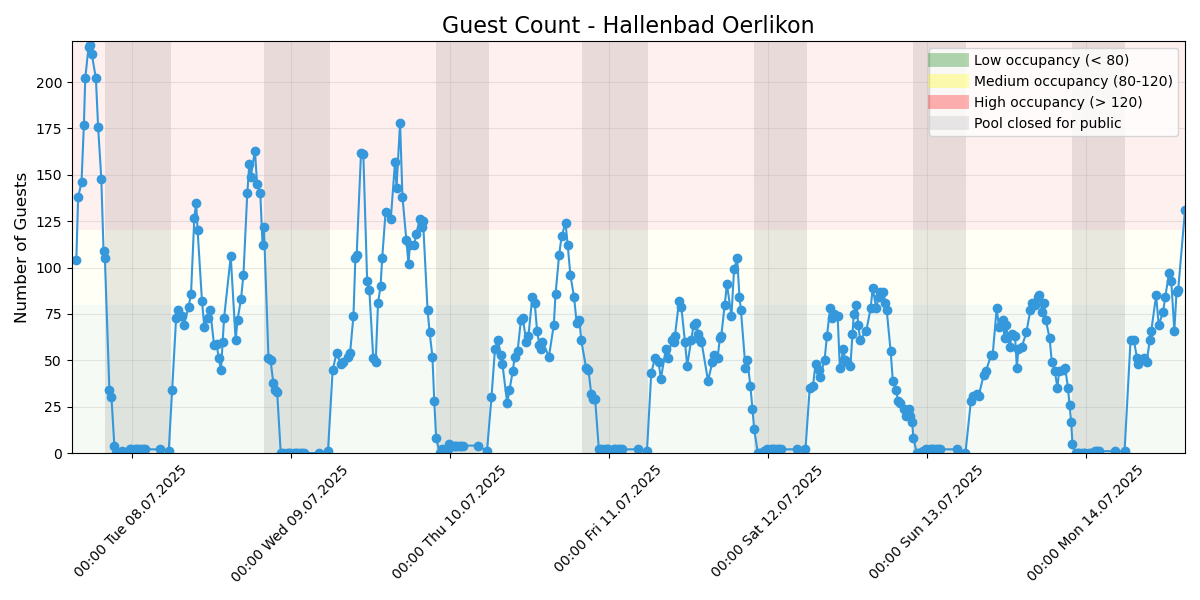 Guest Count - Hallenbad Oerlikon
Low occupancy (< 80)
Medium occupancy (80-120)
High occupancy (> 120)
Pool closed for public
Number of Guests
200
175
150
125
100
75
50
25
0
00:00 Tue 08.07.2025
00:00 Wed 09.07.2025
00:00 Thu 10.07.2025
00:00 Fri 11.07.2025
00:00 Sat 12.07.2025
00:00 Sun 13.07.2025
00:00 Mon 14.07.2025